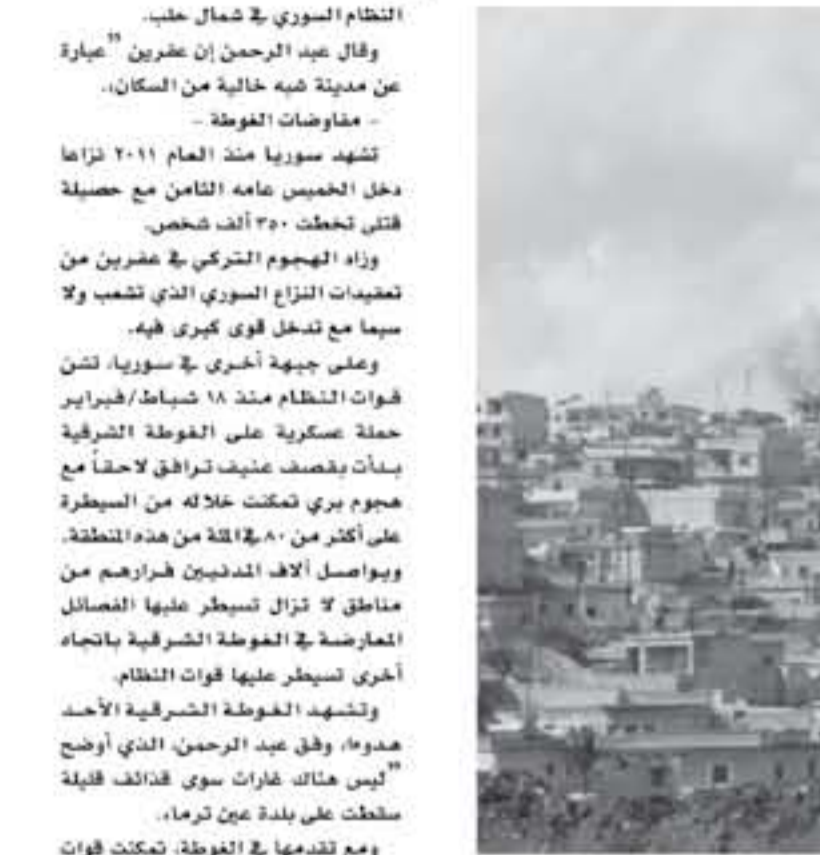 النظام السوري في شمال حلب.
وقال عبد الرحمن إن عفرين "عبارة
عن مدينة شبه خالية من السكان».
- مفاوضات الغوطة -
تشهد سوريا منذ العام ٢٠١١ نزاعا
دخل الخميس عامه الثامن مع حصيلة
قتلى تخطت ٣٥٠ ألف شخص.
وزاد الهجوم التركي في عفرين من
تعقيدات النزاع السوري الذي تشعب ولا
سيما مع تدخل قوى كبرى فيه.
وعلى جبهة أخرى في سوريا، تشن
قوات النظام منذ ١٨ شباط/فبراير
حملة عسكرية على الغوطة الشرقية
بدأت بقصف عنيف ترافق لاحقاً مع
هجوم بري تمكنت خلاله من السيطرة
على أكثر من ٨٠ في المئة من هذه المنطقة.
ويواصل ألاف المدنيين فرارهم من
مناطق لا تزال تسيطر عليها الفصائل
المعارضة في الغوطة الشرقية باتجاه
أخرى تسيطر عليها قوات النظام.
وتشهد الغوطة الشرقية الأحد
هدوءا، وفق عبد الرحمن، الذي أوضح
"ليس هناك غارات سوى قذائف قليلة
سقطت على بلدة عين ترما».
ومع تقدمها في الغوطة، تمكنت قوات